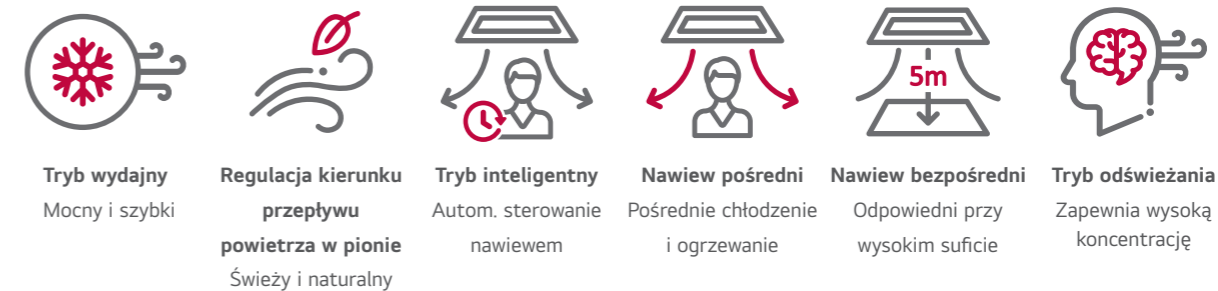 5m
Tryb wydajny
Mocny i szybki
Regulacja kierunku
przepływu
powietrza w pionie
Świeży i naturalny
Tryb inteligentny
Autom. sterowanie
nawiewem
Nawiew pośredni
Pośrednie chłodzenie
i ogrzewanie
Nawiew bezpośredni
Odpowiedni przy
wysokim suficie
Tryb odświeżania
Zapewnia wysoką
koncentrację